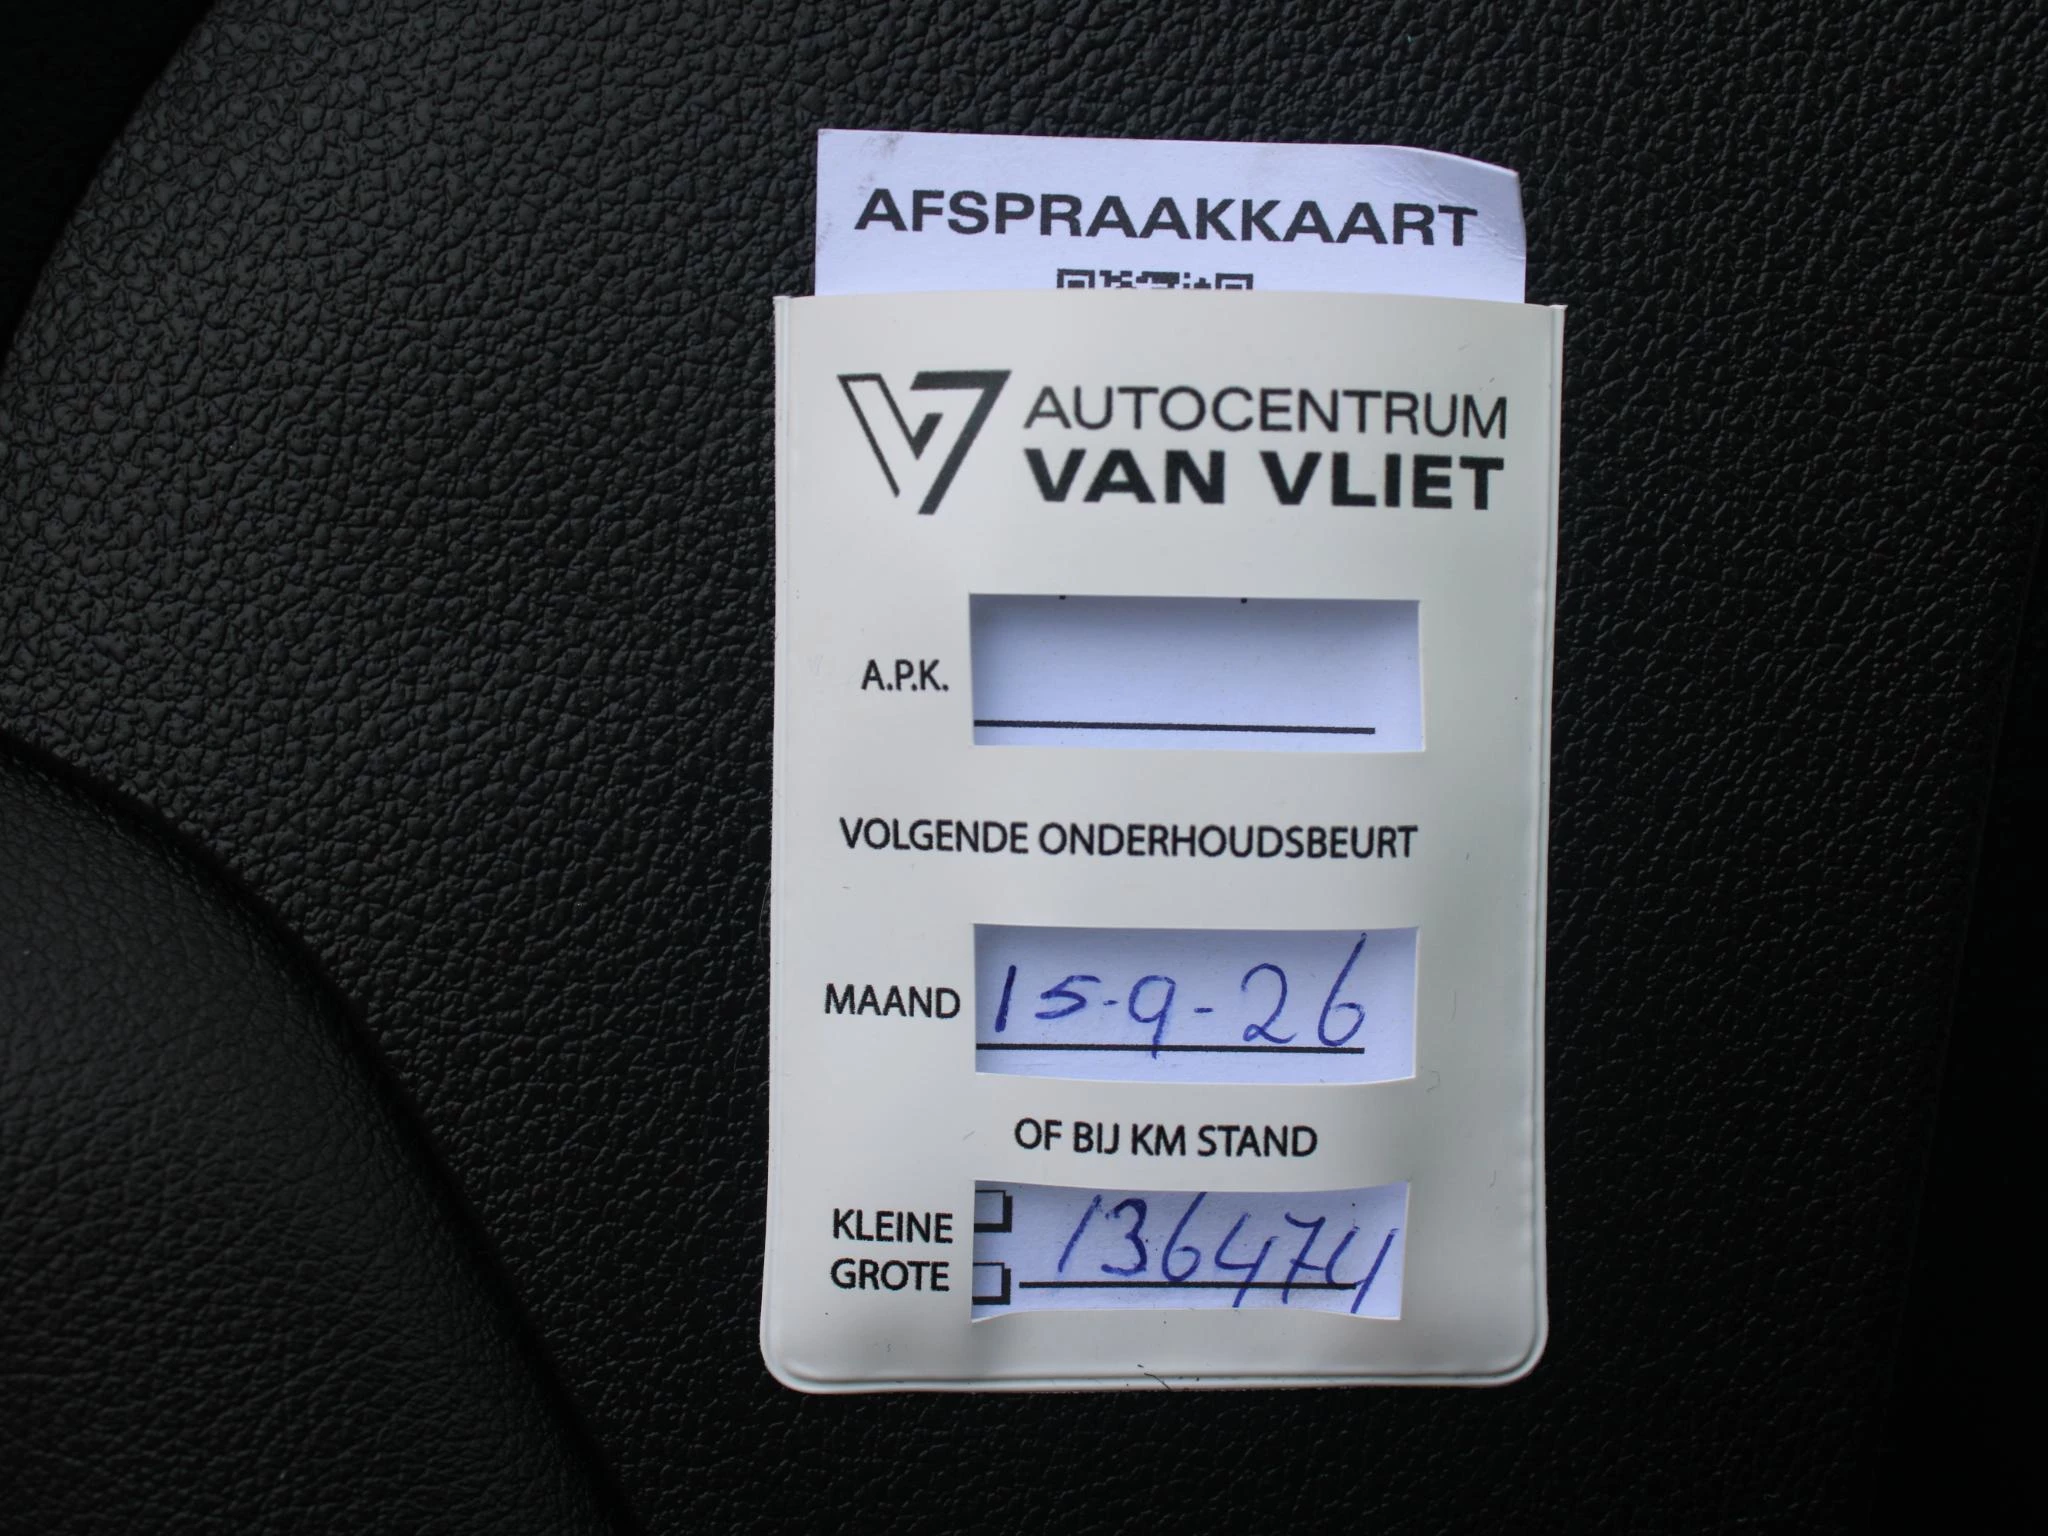 AFSPRAAKKAART
AUTOCENTRUM
VAN VLIET
A.P.K.
VOLGENDE ONDERHOUDSBEURT
MAAND 15-9-26
OF BIJ KM STAND
KLEINE 136474
GROTE